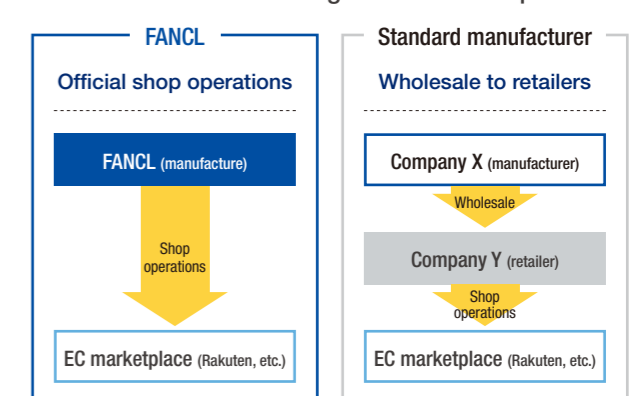 FANCL
Official shop operations
FANCL (manufacture)
Shop
operations
EC marketplace (Rakuten, etc.)
Standard manufacturer
Wholesale to retailers
Company X (manufacturer)
Wholesale
Company Y (retailer)
Shop
operations
EC marketplace (Rakuten, etc.)